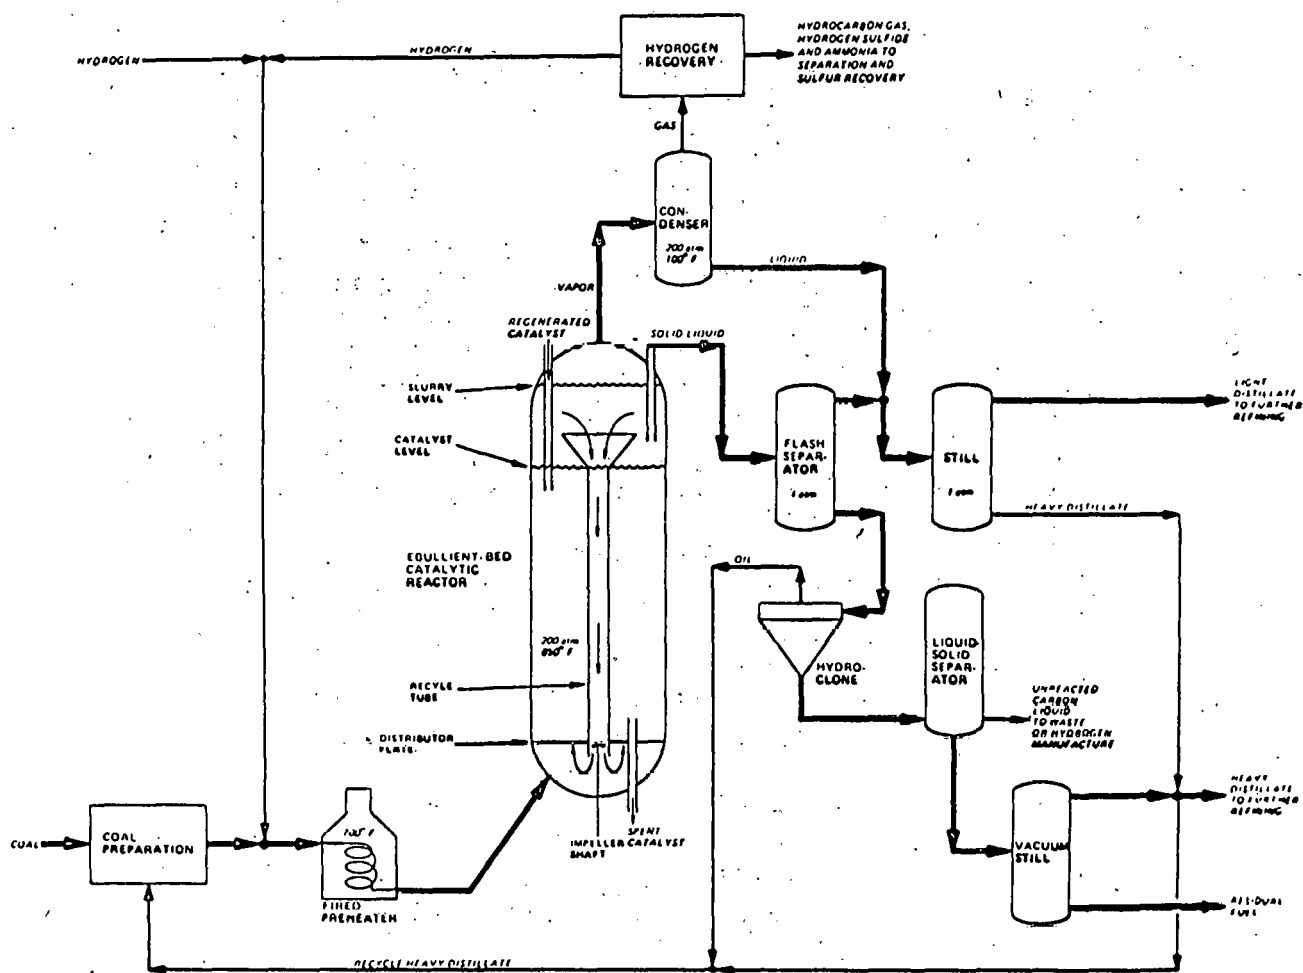 HYDROCARBON GAS,
HYDROGEN SULFIDE
AND AMMONIA TO
SEPARATION AND
SULFUR RECOVERY
HYDROGEN
RECOVERY
HYDROGEN
HYDROGEN
GAS
CON-
DENSER
200 atm
100° F
LIQUID
VAPOR
REGENERATED
CATALYST
SOLID LIQUID
SLURRY
LEVEL
LIGHT
DISTILLATE
TO FURTHER
REFINING
CATALYST
LEVEL
FLASH
SEPAR-
ATOR
STILL
HEAVY DISTILLATE
EBULLIENT-BED
CATALYTIC
REACTOR
OIL
200 atm
850° F
HYDRO-
CLONE
LIQUID-
SOLID
SEPAR-
ATOR
RECYLE
TUBE
UNREACTED
CARBON
LIQUID
TO WASTE
OR HYDROGEN
MANUFACTURE
DISTRIBUTOR
HEAVY
DISTILLATE
TO FURTHER
REFINING
COAL
COAL
PREPARATION
700° F
IMPELLER
SHAFT
SPENT
CATALYST
VACUUM
STILL
FIRED
PREHEATER
RESIDUAL
FUEL
RECYCLE HEAVY DISTILLATE